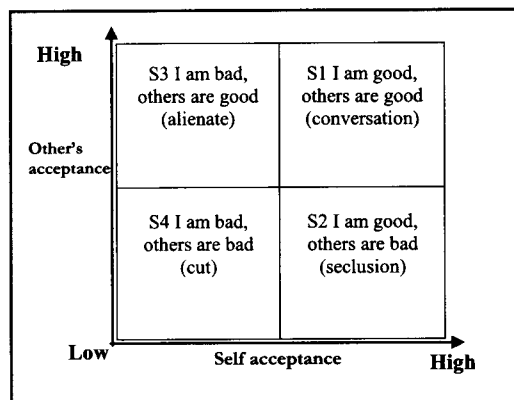 High
S3 I am bad,
others are good
(alienate)
S1 I am good,
others are good
(conversation)
Other's
acceptance
S4 I am bad,
others are bad
(cut)
S2 I am good,
others are bad
(seclusion)
Low
Self acceptance
High